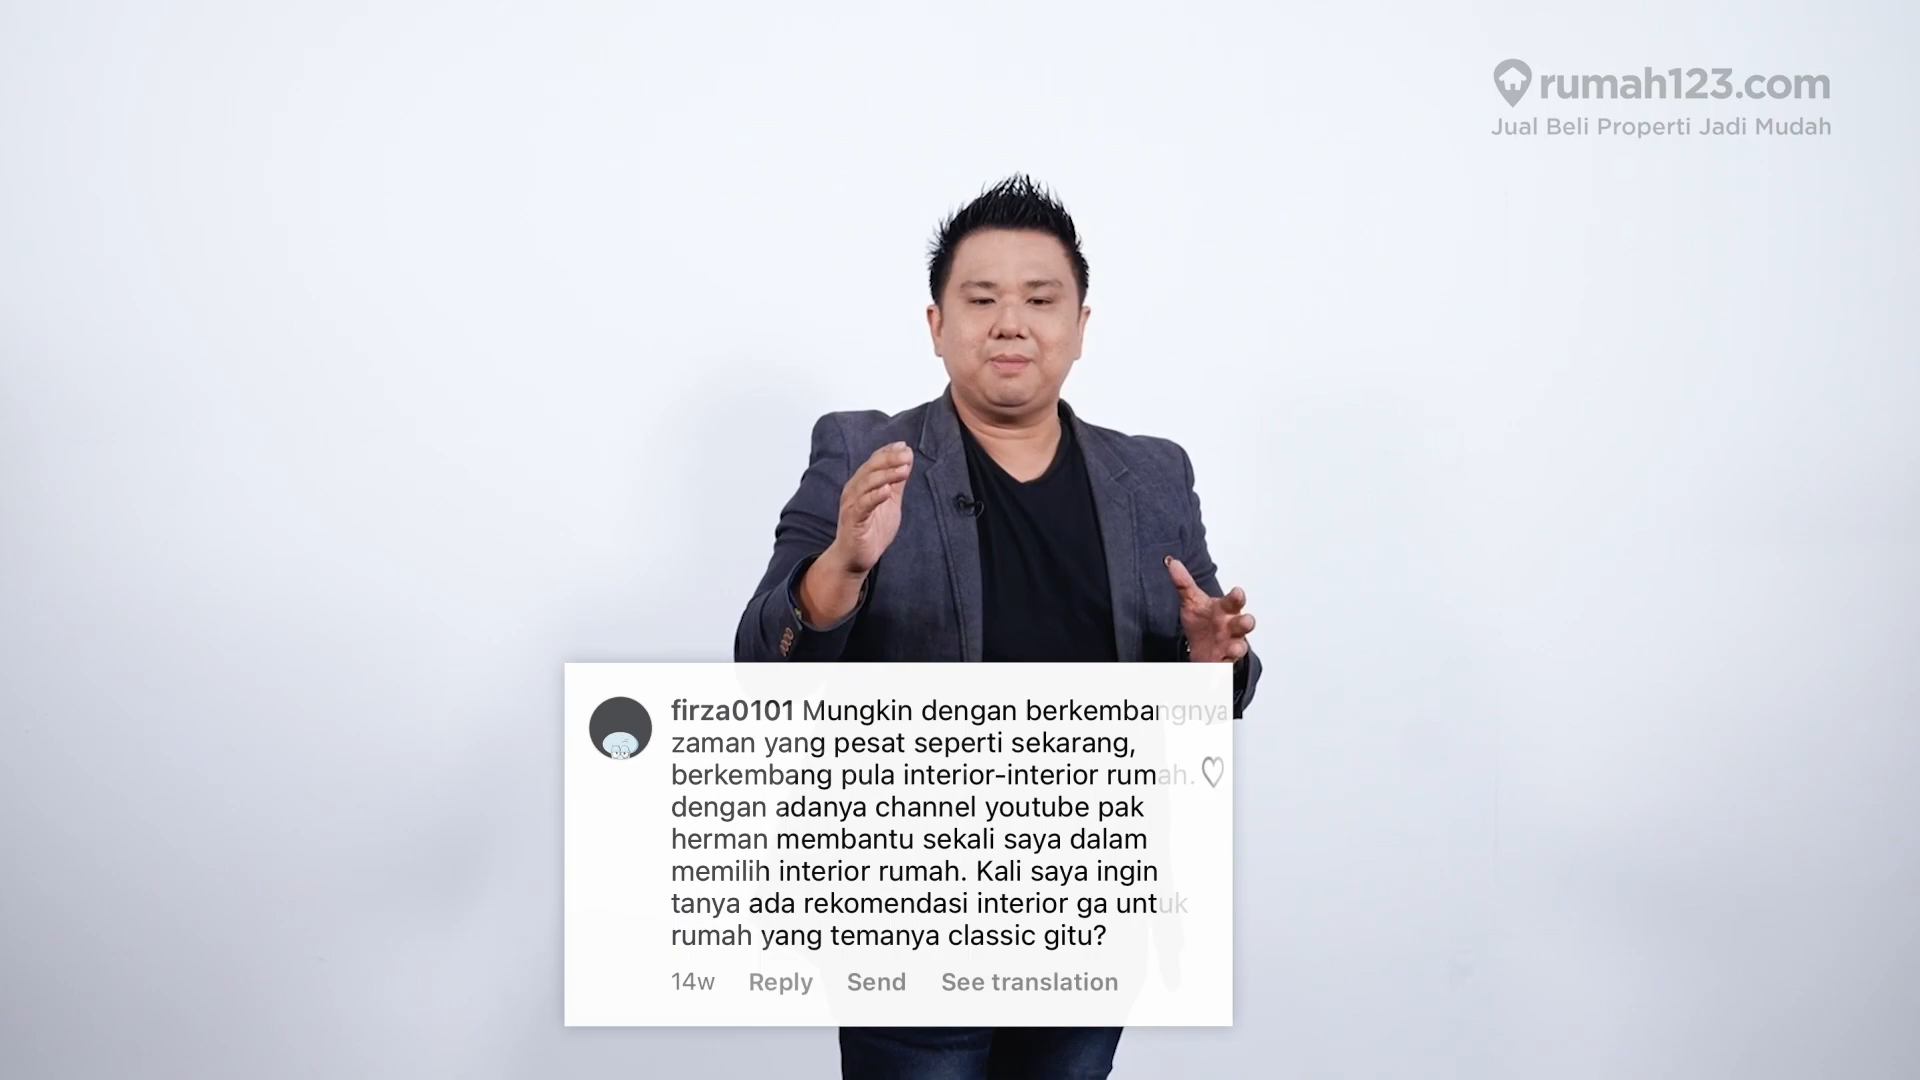 rumah123.com
Jual Beli Properti Jadi Mudah
firza0101 Mungkin dengan berkembangnya
zaman yang pesat seperti sekarang,
berkembang pula interior-interior rumah.
dengan adanya channel youtube pak
herman membantu sekali saya dalam
memilih interior rumah. Kali saya ingin
tanya ada rekomendasi interior ga untuk
rumah yang temanya classic gitu?
14w Reply Send See translation